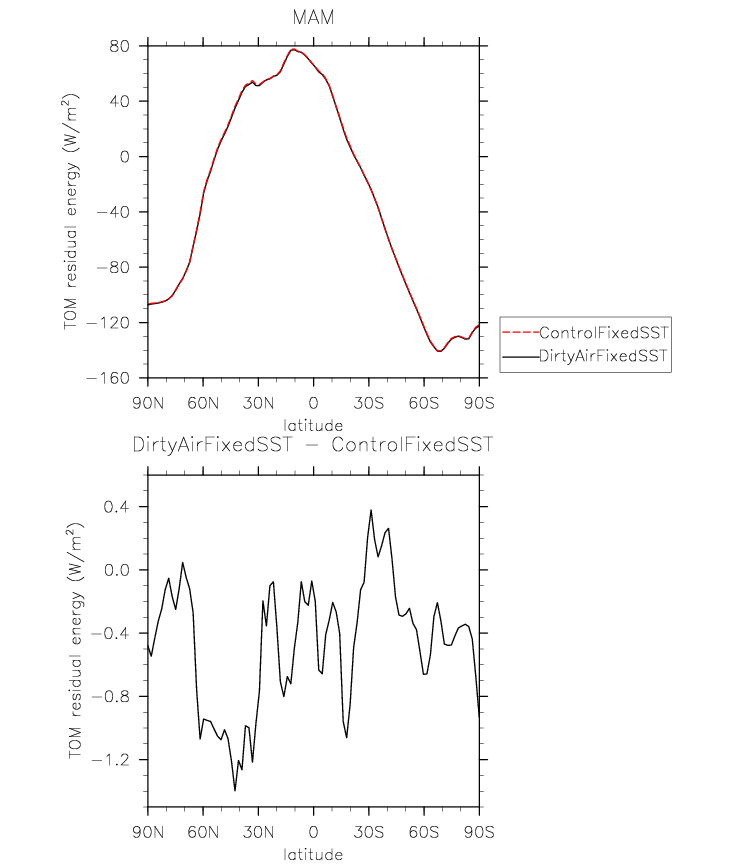 MAM
TOM residual energy (W/m²)
80
40
0
−40
−80
−120
−160
90N 60N 30N 0 30S 60S 90S
latitude
ControlFixedSST
DirtyAirFixedSST
DirtyAirFixedSST − ControlFixedSST
TOM residual energy (W/m²)
0.4
0.0
−0.4
−0.8
−1.2
90N 60N 30N 0 30S 60S 90S
latitude